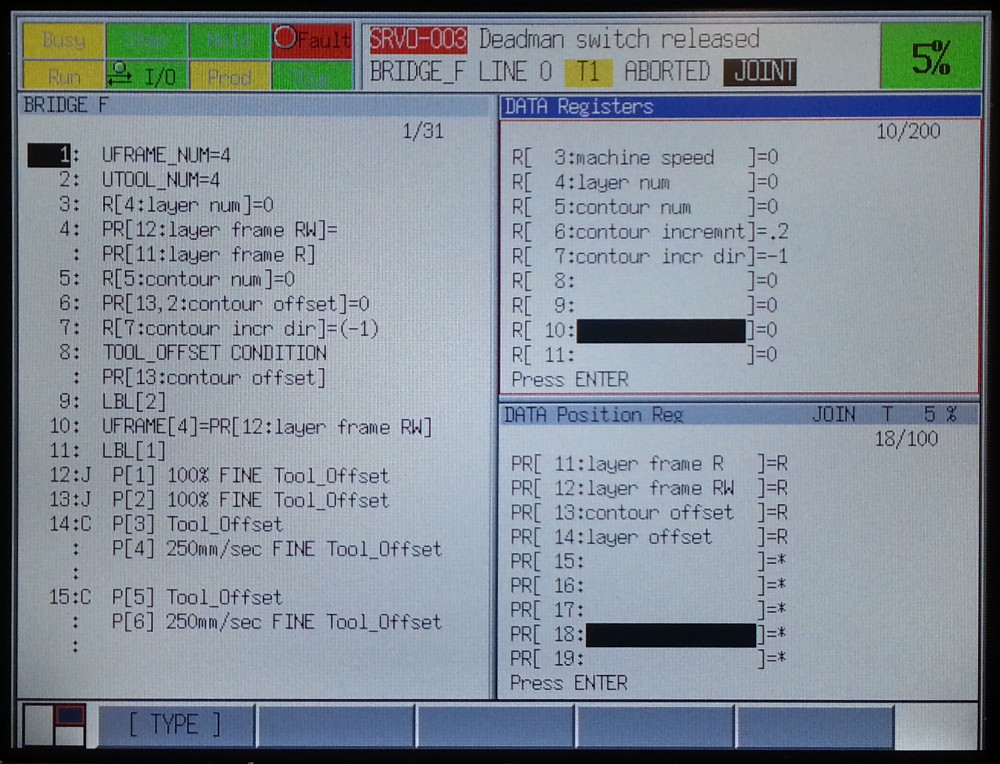 Busy
Step
Hold
Fault
SRVO-003 Deadman switch released
Run
I/O
Prod
BRIDGE_F LINE 0 T1 ABORTED JOINT
5%
BRIDGE F
1/31
1: UFRAME_NUM=4
2: UTOOL_NUM=4
3: R[4:layer num]=0
4: PR[12:layer frame RW]=
: PR[11:layer frame R]
5: R[5:contour num]=0
6: PR[13,2:contour offset]=0
7: R[7:contour incr dir]=(-1)
8: TOOL_OFFSET CONDITION
: PR[13:contour offset]
9: LBL[2]
10: UFRAME[4]=PR[12:layer frame RW]
11: LBL[1]
12:J P[1] 100% FINE Tool_Offset
13:J P[2] 100% FINE Tool_Offset
14:C P[3] Tool_Offset
: P[4] 250mm/sec FINE Tool_Offset
:
15:C P[5] Tool_Offset
: P[6] 250mm/sec FINE Tool_Offset
:
DATA Registers
10/200
R[ 3:machine speed ]=0
R[ 4:layer num ]=0
R[ 5:contour num ]=0
R[ 6:contour incremnt]=.2
R[ 7:contour incr dir]=-1
R[ 8: ]=0
R[ 9: ]=0
R[ 10: ]=0
R[ 11: ]=0
Press ENTER
DATA Position Reg JOIN T 5 %
18/100
PR[ 11:layer frame R ]=R
PR[ 12:layer frame RW ]=R
PR[ 13:contour offset ]=R
PR[ 14:layer offset ]=R
PR[ 15: ]=*
PR[ 16: ]=*
PR[ 17: ]=*
PR[ 18: ]=*
PR[ 19: ]=*
Press ENTER
[ TYPE ]